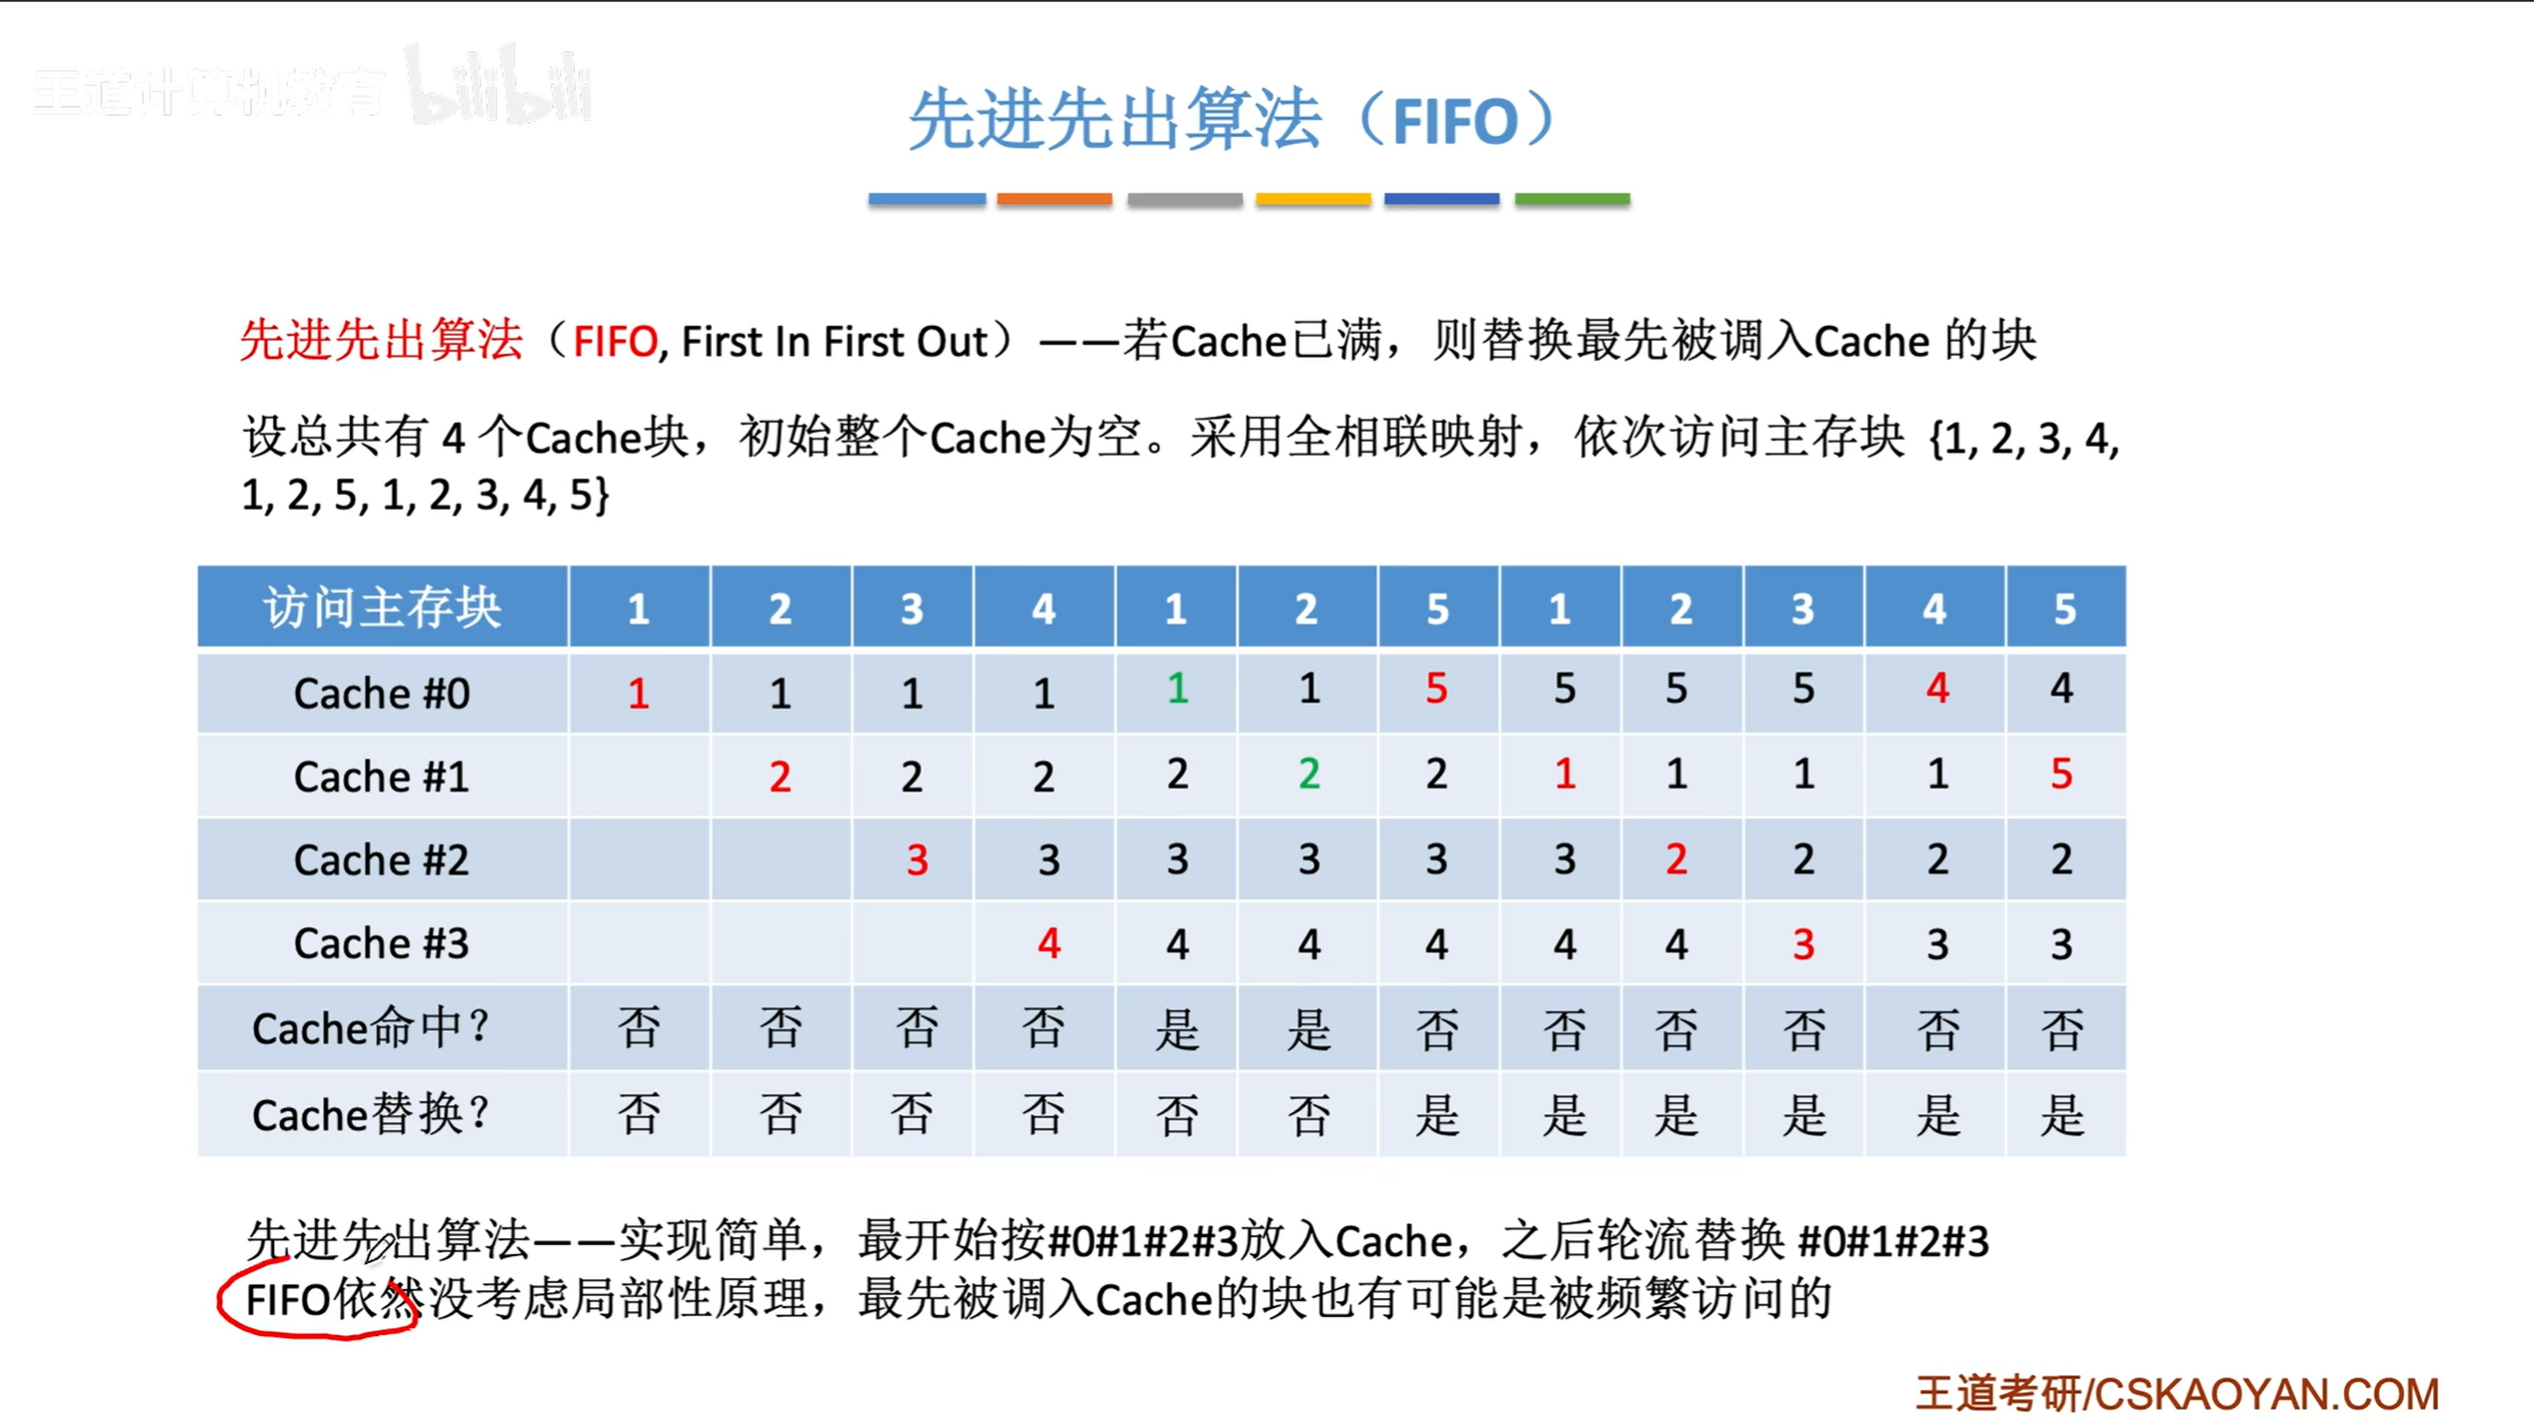 王道计算机教育 bilibili
先进先出算法（FIFO）
先进先出算法（FIFO, First In First Out）——若Cache已满，则替换最先被调入Cache 的块
设总共有 4 个Cache块，初始整个Cache为空。采用全相联映射，依次访问主存块 {1, 2, 3, 4,
1, 2, 5, 1, 2, 3, 4, 5}
访问主存块 1 2 3 4 1 2 5 1 2 3 4 5
Cache #0 1 1 1 1 1 1 5 5 5 5 4 4
Cache #1 2 2 2 2 2 2 1 1 1 1 5
Cache #2 3 3 3 3 3 3 2 2 2 2
Cache #3 4 4 4 4 4 4 3 3 3
Cache命中？ 否 否 否 否 是 是 否 否 否 否 否 否
Cache替换？ 否 否 否 否 否 否 是 是 是 是 是 是
先进先出算法——实现简单，最开始按#0#1#2#3放入Cache，之后轮流替换 #0#1#2#3
FIFO依然没考虑局部性原理，最先被调入Cache的块也有可能是被频繁访问的
王道考研/CSKAOYAN.COM